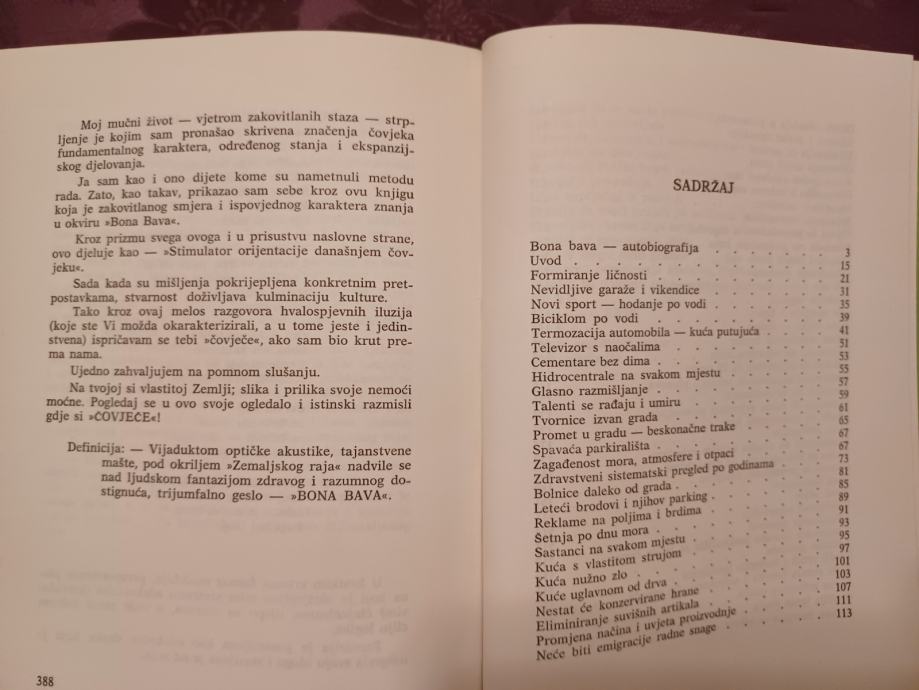 Moj mučni život — vjetrom zakovitlanih staza — strp-
ljenje je kojim sam pronašao skrivena značenja čovjeka
fundamentalnog karaktera, određenog stanja i ekspanzij-
skog djelovanja.
Ja sam kao i ono dijete kome su nametnuli metodu
rada. Zato, kao takav, prikazao sam sebe kroz ovu knjigu
koja je zakovitlanog smjera i ispovjednog karaktera znanja
u okviru »Bona Bava«.
Kroz prizmu svega ovoga i u prisustvu naslovne strane,
ovo djeluje kao — »Stimulator orijentacije današnjem čov-
jeku«.
Sada kada su mišljenja pokrijepljena konkretnim pret-
postavkama, stvarnost doživljava kulminaciju kulture.
Tako kroz ovaj melos razgovora hvalospjevnih iluzija
(koje ste Vi možda okarakterizirali, a u tome jeste i jedin-
stvena) ispričavam se tebi »čovječe«, ako sam bio krut pre-
ma nama.
Ujedno zahvaljujem na pomnom slušanju.
Na tvojoj si vlastitoj Zemlji; slika i prilika svoje nemoći
moćne. Pogledaj se u ovo svoje ogledalo i istinski razmisli
gdje si »ČOVJEČE«!
Definicija: — Vijaduktom optičke akustike, tajanstvene
mašte, pod okriljem »Zemaljskog raja« nadvile se
nad ljudskom fantazijom zdravog i razumnog do-
stignuća, trijumfalno geslo — »BONA BAVA«.
388
SADRŽAJ
Bona bava — autobiografija . . . . . . . 3
Uvod . . . . . . . . . . . . . 15
Formiranje ličnosti . . . . . . . . . . 21
Nevidljive garaže i vikendice . . . . . . . 31
Novi sport — hodanje po vodi . . . . . . . 35
Biciklom po vodi . . . . . . . . . . 39
Termozacija automobila — kuća putujuća . . . . . 41
Televizor s naočalima . . . . . . . . . 51
Cementare bez dima . . . . . . . . . 53
Hidrocentrale na svakom mjestu . . . . . . 55
Glasno razmišljanje . . . . . . . . . 57
Talenti se rađaju i umiru . . . . . . . . 59
Tvornice izvan grada . . . . . . . . . 61
Promet u gradu — beskonačne trake . . . . . 65
Spavaća parkirališta . . . . . . . . . 67
Zagađenost mora, atmosfere i otpaci . . . . . 67
Zdravstveni sistematski pregled po godinama . . . . 73
Bolnice daleko od grada . . . . . . . . 81
Leteći brodovi i njihov parking . . . . . . 85
Reklame na poljima i brdima . . . . . . . 89
Šetnja po dnu mora . . . . . . . . . 91
Sastanci na svakom mjestu . . . . . . . 93
Kuća s vlastitom strujom . . . . . . . . 95
Kuća nužno zlo . . . . . . . . . . 97
Kuće uglavnom od drva . . . . . . . . 101
Nestat će konzervirane hrane . . . . . . . 103
Eliminiranje suvišnih artikala . . . . . . . 107
Promjena načina i uvjeta proizvodnje . . . . . 111
Neće biti emigracije radne snage . . . . . . 113